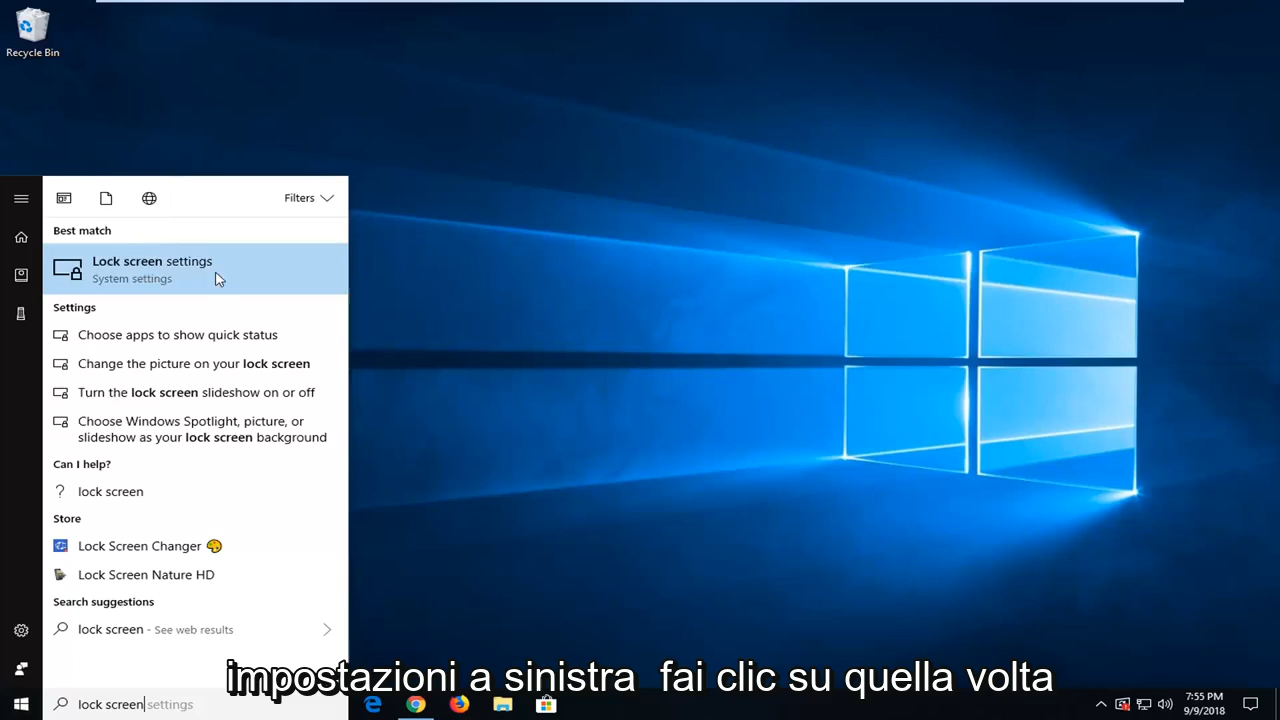 Recycle Bin
Filters
Best match
Lock screen settings
System settings
Settings
Choose apps to show quick status
Change the picture on your lock screen
Turn the lock screen slideshow on or off
Choose Windows Spotlight, picture, or
slideshow as your lock screen background
Can I help?
? lock screen
Store
Lock Screen Changer
Lock Screen Nature HD
Search suggestions
lock screen - See web results
impostazioni a sinistra fai clic su quella volta
lock screen settings
7:55 PM
9/9/2018